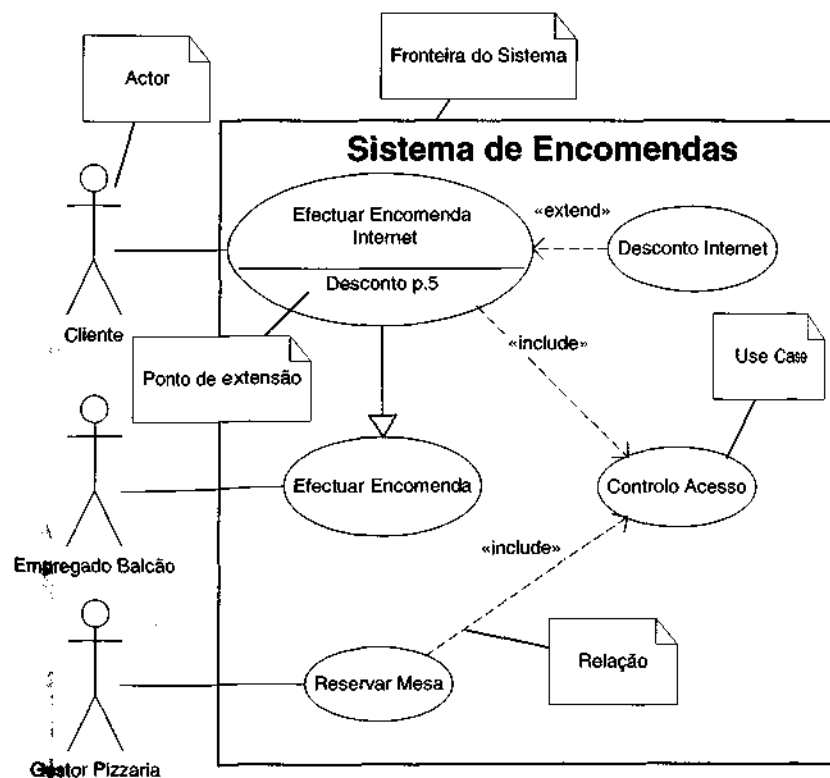 Actor
Fronteira do Sistema
Sistema de Encomendas
Efectuar Encomenda
Internet
Desconto p.5
«extend»
Desconto Internet
Cliente
Ponto de extensão
«include»
Use Case
Efectuar Encomenda
Controlo Acesso
Empregado Balcão
«include»
Reservar Mesa
Relação
Gestor Pizzaria